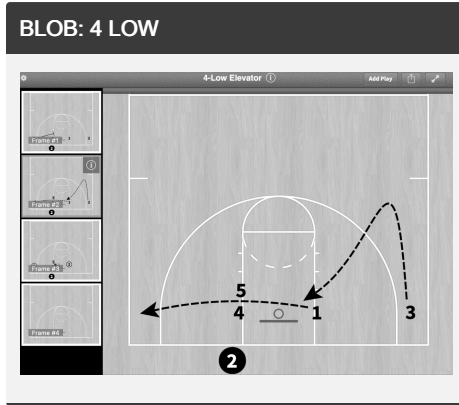 BLOB: 4 LOW
4-Low Elevator ⓘ
Add Play
Frame #1
Frame #2
Frame #3
Frame #4
5
4
1
3
2